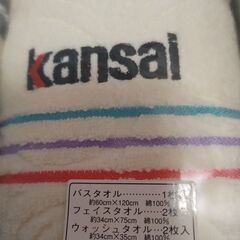 kansai
バスタオル…………1枚
約60cm×120cm 綿100%
フェイスタオル……2枚
約34cm×75cm 綿100%
ウォッシュタオル…2枚入
約34cm×35cm 綿100%